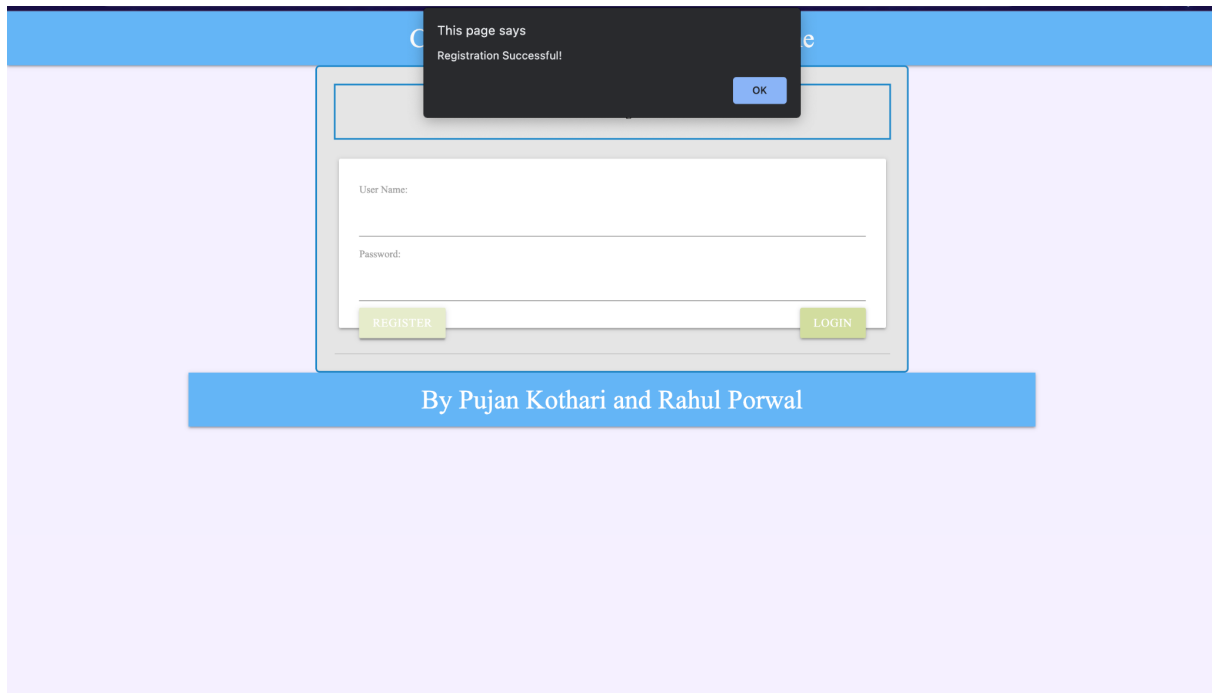 This page says
Registration Successful!
OK
User Name:
Password:
REGISTER
LOGIN
By Pujan Kothari and Rahul Porwal